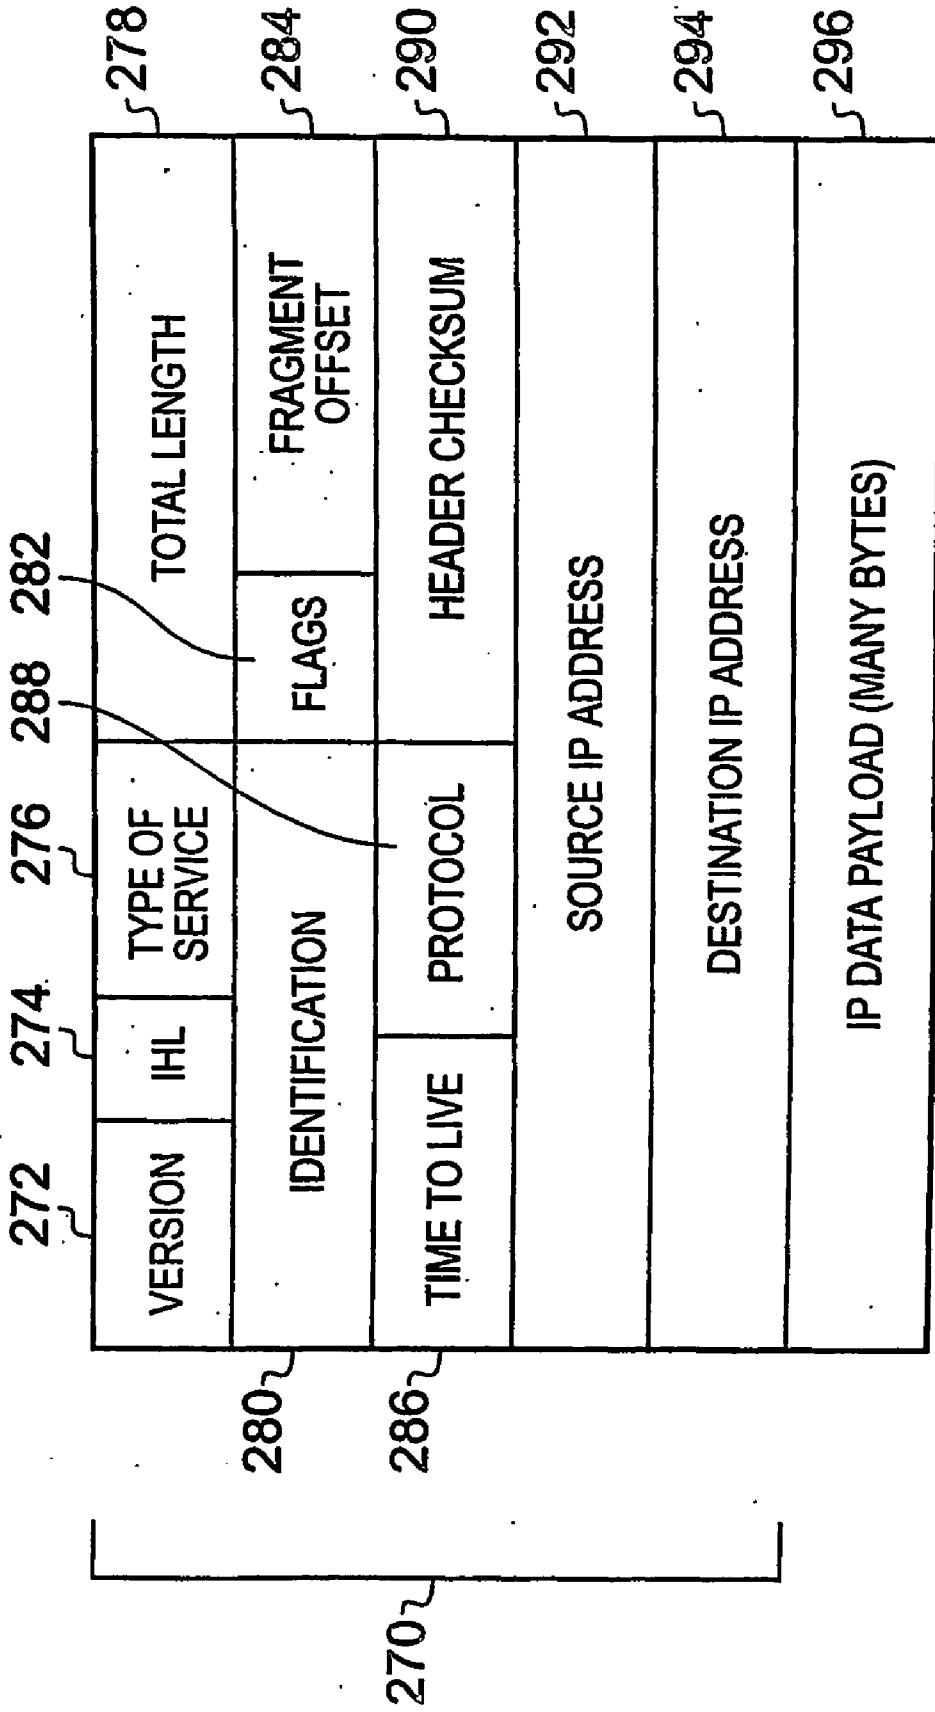 272
274
276
288
282
VERSION
IHL
TYPE OF
SERVICE
TOTAL LENGTH
278
280
IDENTIFICATION
FLAGS
FRAGMENT
OFFSET
284
270
286
TIME TO LIVE
PROTOCOL
HEADER CHECKSUM
290
SOURCE IP ADDRESS
292
DESTINATION IP ADDRESS
294
IP DATA PAYLOAD (MANY BYTES)
296